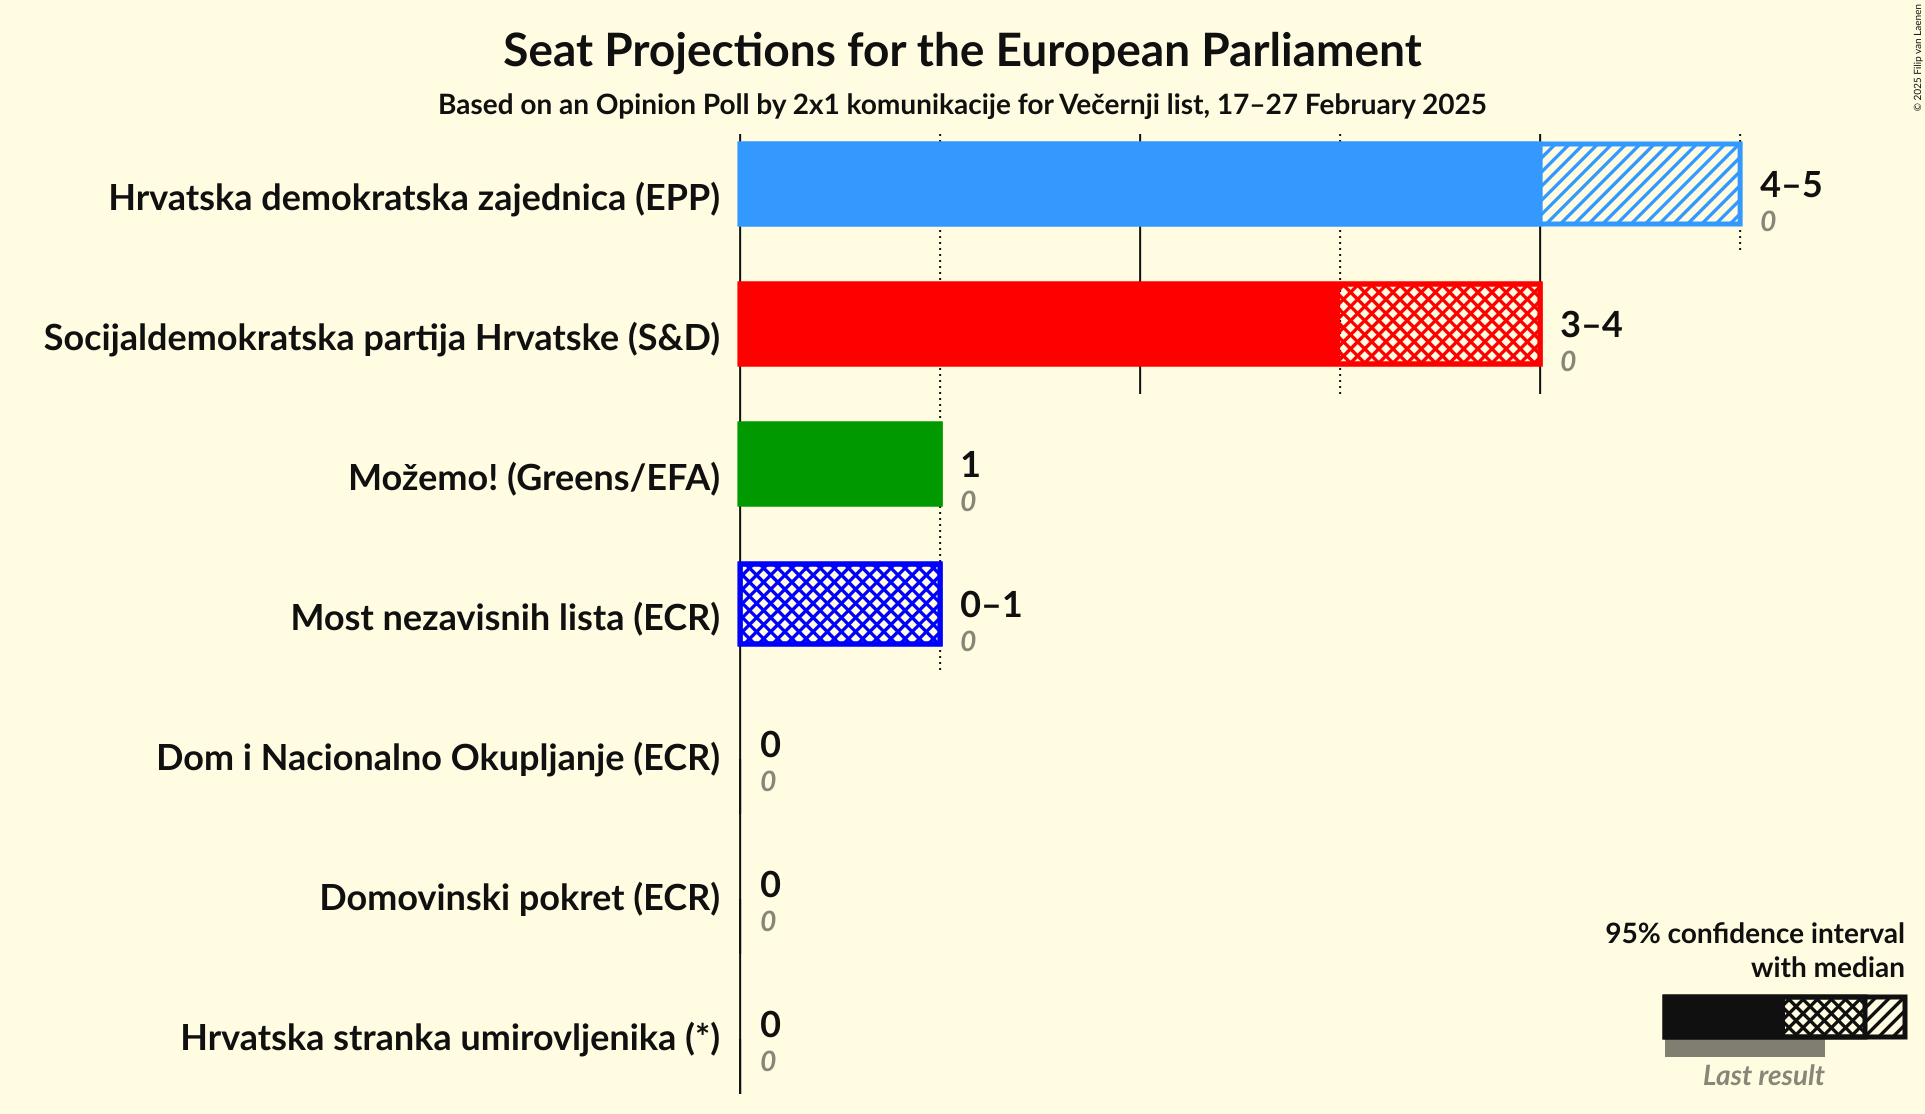 Seat Projections for the European Parliament
Based on an Opinion Poll by 2x1 komunikacije for Večernji list, 17–27 February 2025
© 2025 Filip van Laenen
Hrvatska demokratska zajednica (EPP)
4–5
0
Socijaldemokratska partija Hrvatske (S&D)
3–4
0
Možemo! (Greens/EFA)
1
0
Most nezavisnih lista (ECR)
0–1
0
Dom i Nacionalno Okupljanje (ECR)
0
0
Domovinski pokret (ECR)
0
0
Hrvatska stranka umirovljenika (*)
0
0
95% confidence interval
with median
Last result